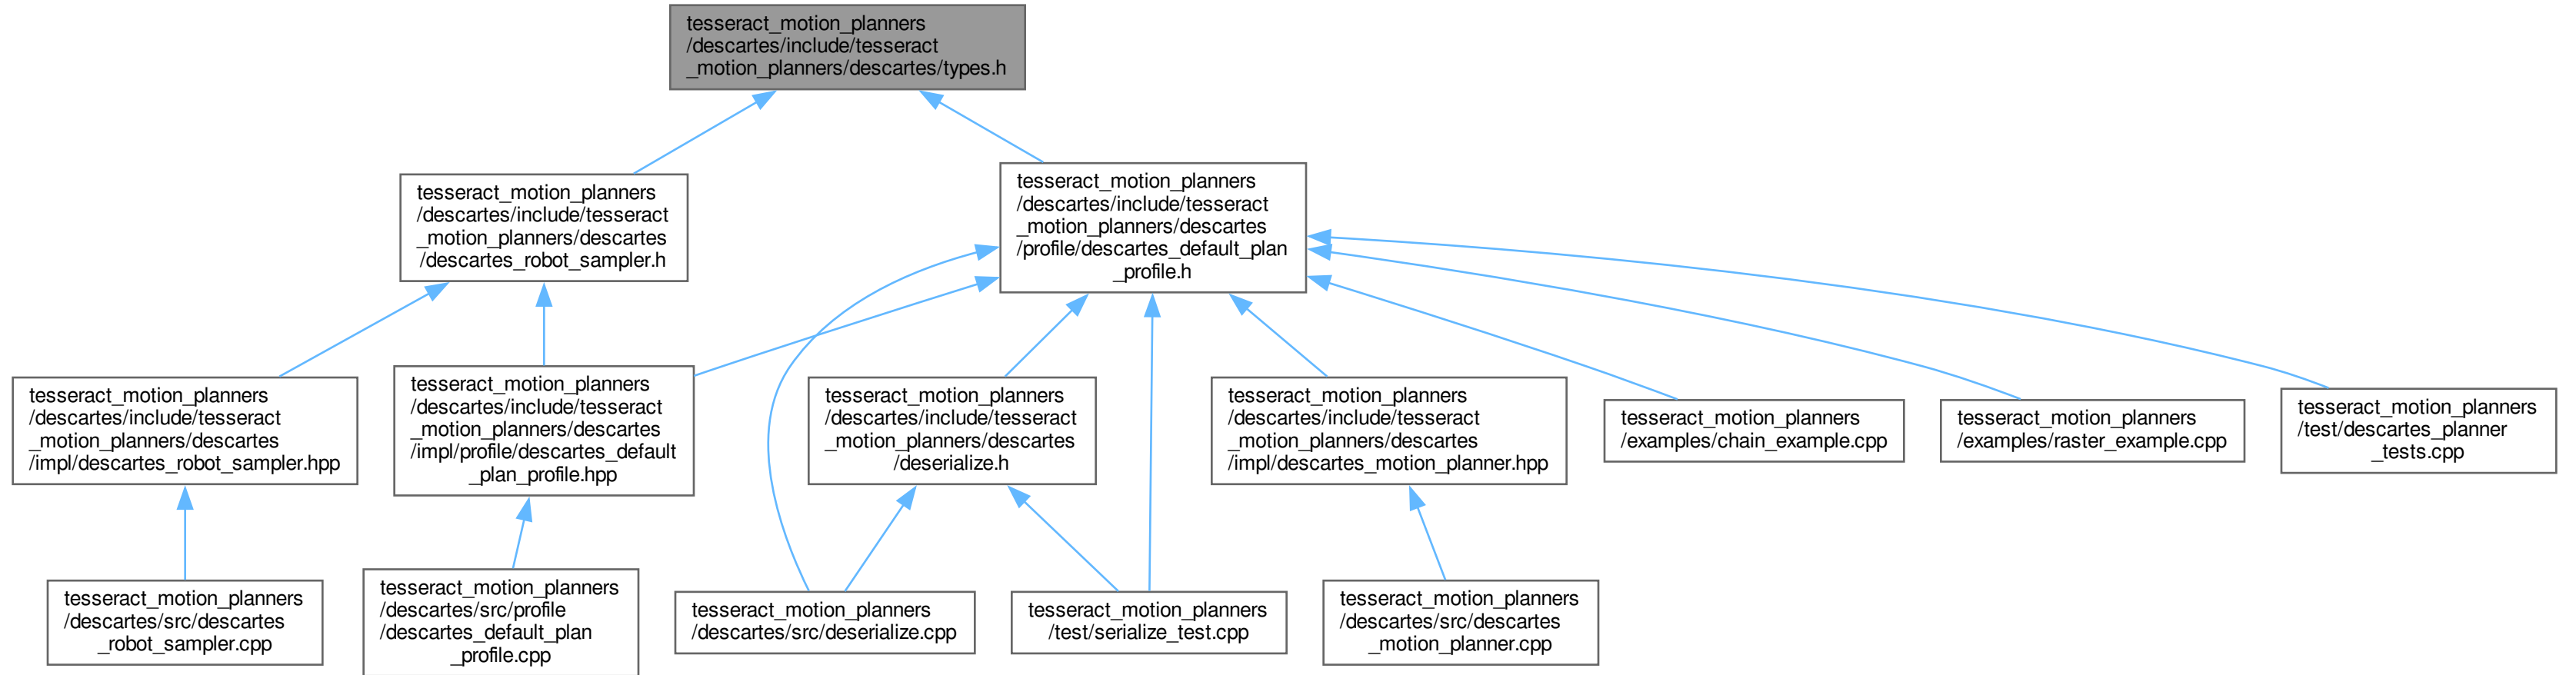 tesseract_motion_planners
/descartes/include/tesseract
_motion_planners/descartes/types.h
tesseract_motion_planners
/descartes/include/tesseract
_motion_planners/descartes
/descartes_robot_sampler.h
tesseract_motion_planners
/descartes/include/tesseract
_motion_planners/descartes
/profile/descartes_default_plan
_profile.h
tesseract_motion_planners
/descartes/include/tesseract
_motion_planners/descartes
/impl/descartes_robot_sampler.hpp
tesseract_motion_planners
/descartes/include/tesseract
_motion_planners/descartes
/impl/profile/descartes_default
_plan_profile.hpp
tesseract_motion_planners
/descartes/include/tesseract
_motion_planners/descartes
/deserialize.h
tesseract_motion_planners
/descartes/include/tesseract
_motion_planners/descartes
/impl/descartes_motion_planner.hpp
tesseract_motion_planners
/examples/chain_example.cpp
tesseract_motion_planners
/examples/raster_example.cpp
tesseract_motion_planners
/test/descartes_planner
_tests.cpp
tesseract_motion_planners
/descartes/src/descartes
_robot_sampler.cpp
tesseract_motion_planners
/descartes/src/profile
/descartes_default_plan
_profile.cpp
tesseract_motion_planners
/descartes/src/deserialize.cpp
tesseract_motion_planners
/test/serialize_test.cpp
tesseract_motion_planners
/descartes/src/descartes
_motion_planner.cpp